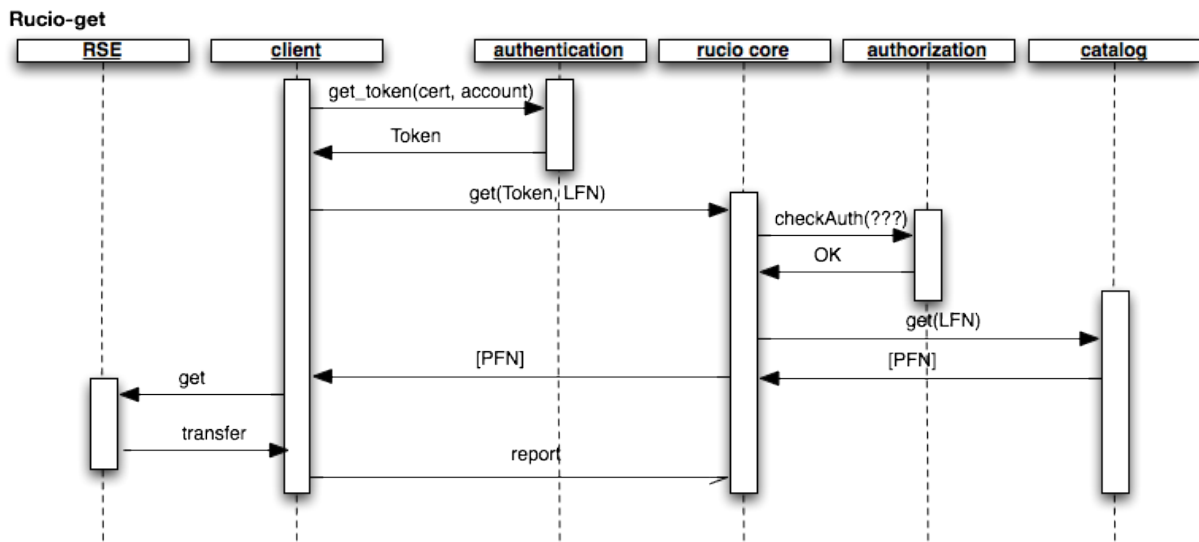 Rucio-get
RSE
client
authentication
rucio core
authorization
catalog
get_token(cert, account)
Token
get(Token, LFN)
checkAuth(???)
OK
get(LFN)
[PFN]
[PFN]
get
transfer
report